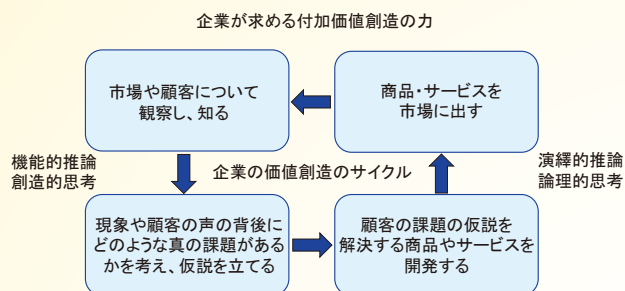 企業が求める付加価値創造の力
市場や顧客について
観察し、知る
商品・サービスを
市場に出す
機能的推論
創造的思考
企業の価値創造のサイクル
演繹的推論
論理的思考
現象や顧客の声の背後に
どのような真の課題がある
かを考え、仮説を立てる
顧客の課題の仮説を
解決する商品やサービスを
開発する